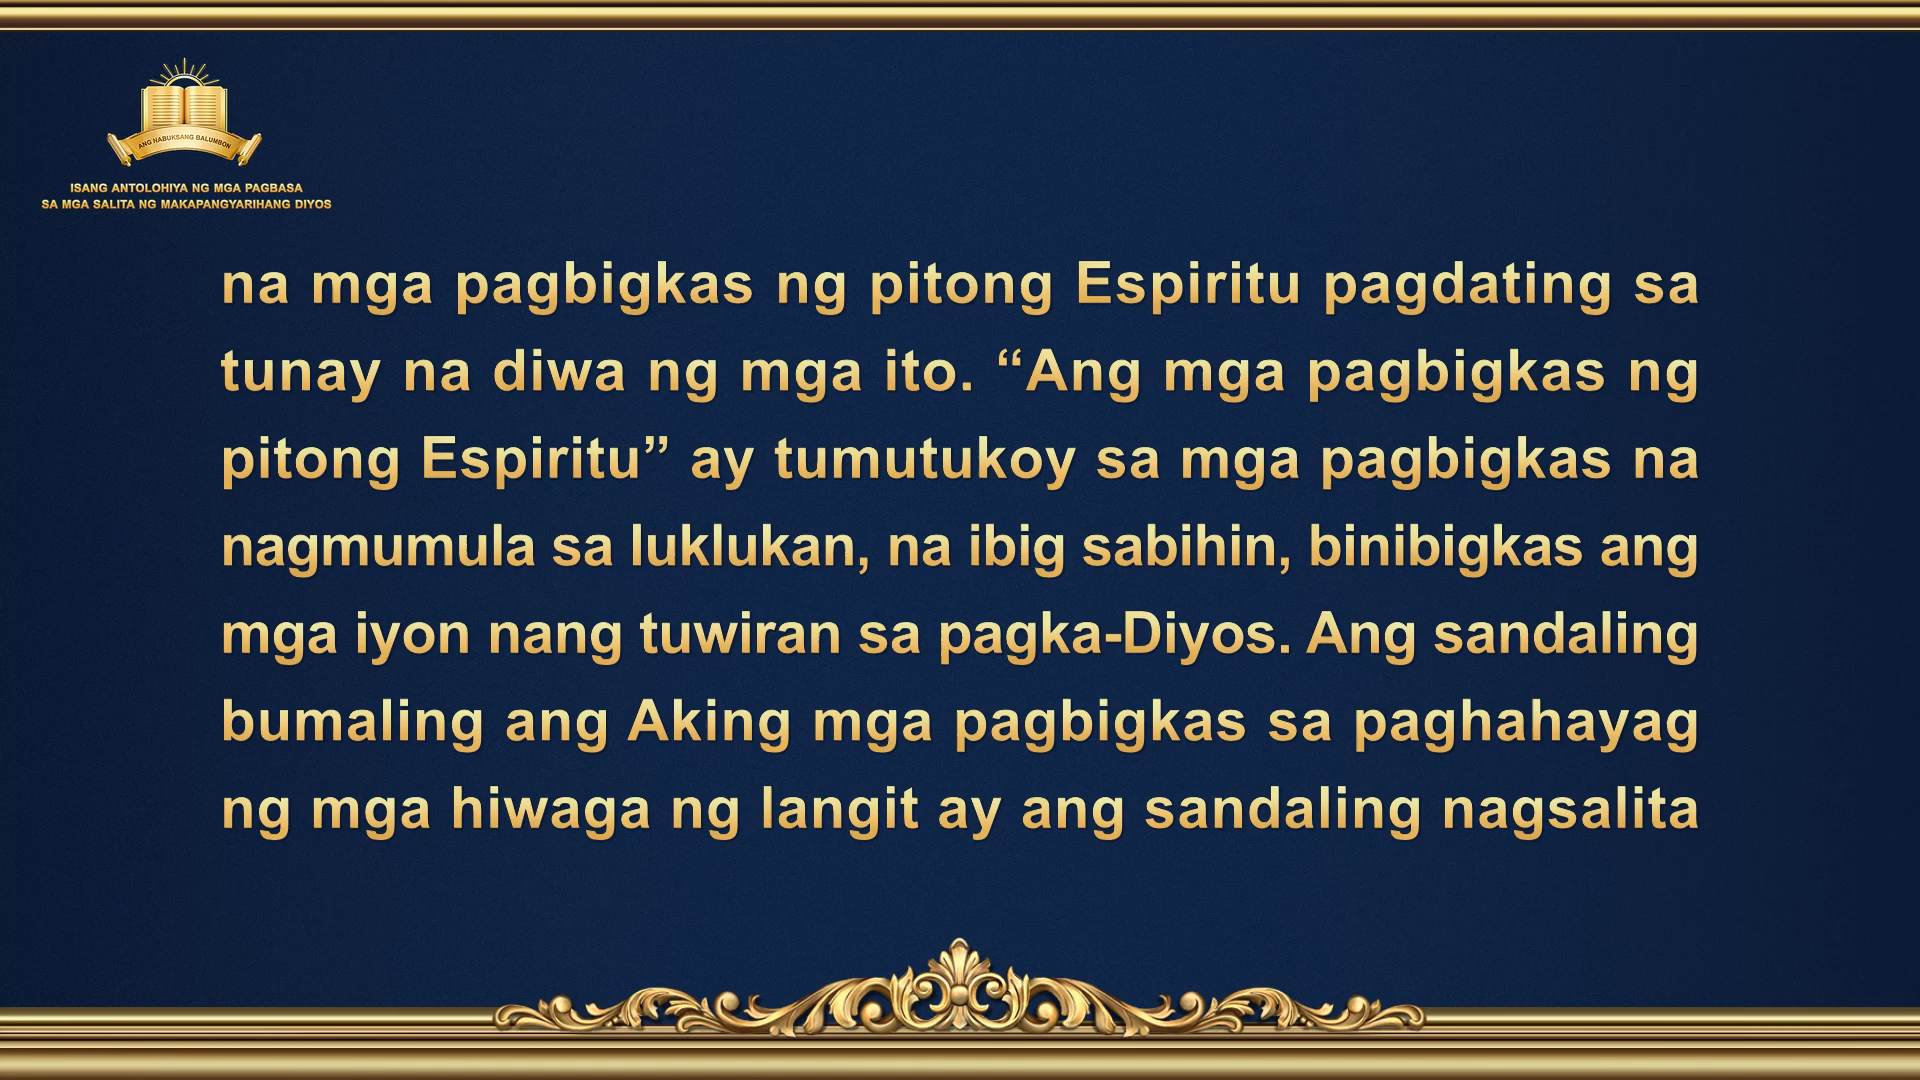 ANG NABUKSANG BALUMBON
ISANG ANTOLOHIYA NG MGA PAGBASA
SA MGA SALITA NG MAKAPANGYARIHANG DIYOS
na mga pagbigkas ng pitong Espiritu pagdating sa
tunay na diwa ng mga ito. “Ang mga pagbigkas ng
pitong Espiritu” ay tumutukoy sa mga pagbigkas na
nagmumula sa luklukan, na ibig sabihin, binibigkas ang
mga iyon nang tuwiran sa pagka-Diyos. Ang sandaling
bumaling ang Aking mga pagbigkas sa paghahayag
ng mga hiwaga ng langit ay ang sandaling nagsalita